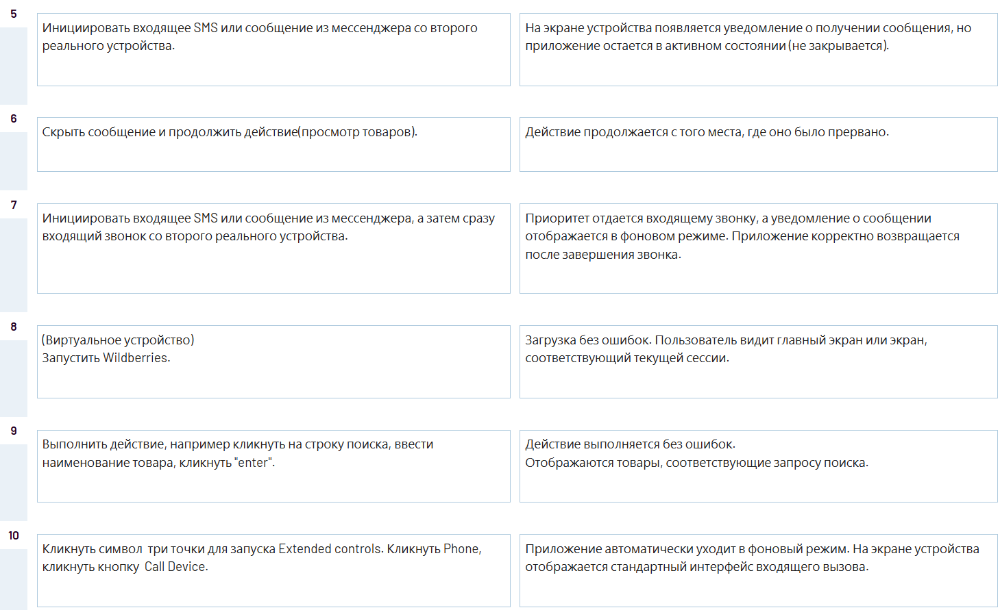 5
Инициировать входящее SMS или сообщение из мессенджера со второго
реального устройства.
На экране устройства появляется уведомление о получении сообщения, но
приложение остается в активном состоянии (не закрывается).
6
Скрыть сообщение и продолжить действие(просмотр товаров).
Действие продолжается с того места, где оно было прервано.
7
Инициировать входящее SMS или сообщение из мессенджера, а затем сразу
входящий звонок со второго реального устройства.
Приоритет отдается входящему звонку, а уведомление о сообщении
отображается в фоновом режиме. Приложение корректно возвращается
после завершения звонка.
8
(Виртуальное устройство)
Запустить Wildberries.
Загрузка без ошибок. Пользователь видит главный экран или экран,
соответствующий текущей сессии.
9
Выполнить действие, например кликнуть на строку поиска, ввести
наименование товара, кликнуть "enter".
Действие выполняется без ошибок.
Отображаются товары, соответствующие запросу поиска.
10
Кликнуть символ  три точки для запуска Extended controls. Кликнуть Phone,
кликнуть кнопку  Call Device.
Приложение автоматически уходит в фоновый режим. На экране устройства
отображается стандартный интерфейс входящего вызова.